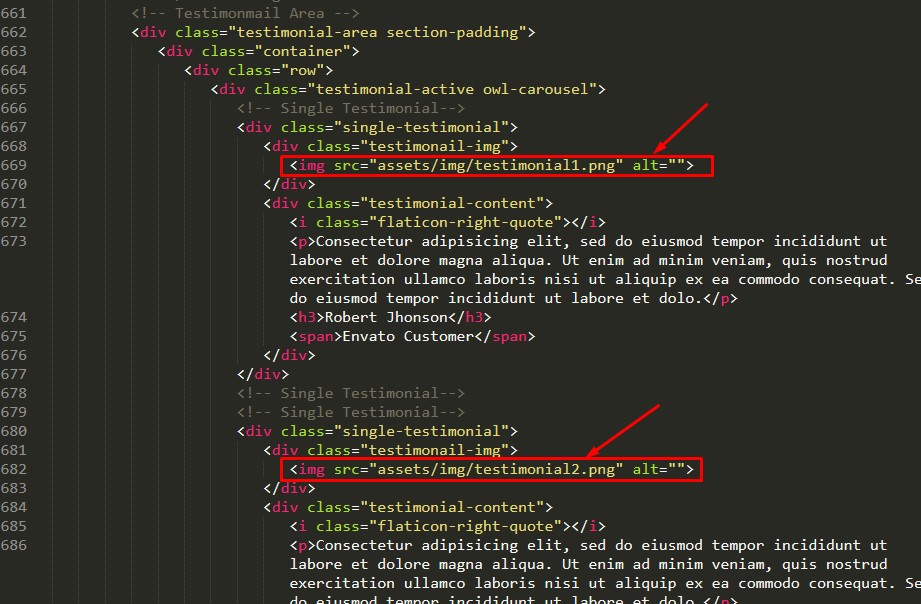 661 <!-- Testimonmail Area -->
662 <div class="testimonial-area section-padding">
663 <div class="container">
664 <div class="row">
665 <div class="testimonial-active owl-carousel">
666 <!-- Single Testimonial-->
667 <div class="single-testimonial">
668 <div class="testimonail-img">
669 <img src="assets/img/testimonial1.png" alt="">
670 </div>
671 <div class="testimonial-content">
672 <i class="flaticon-right-quote"></i>
673 <p>Consectetur adipisicing elit, sed do eiusmod tempor incididunt ut
labore et dolore magna aliqua. Ut enim ad minim veniam, quis nostrud
exercitation ullamco laboris nisi ut aliquip ex ea commodo consequat. Se
do eiusmod tempor incididunt ut labore et dolo.</p>
674 <h3>Robert Jhonson</h3>
675 <span>Envato Customer</span>
676 </div>
677 </div>
678 <!-- Single Testimonial-->
679 <!-- Single Testimonial-->
680 <div class="single-testimonial">
681 <div class="testimonail-img">
682 <img src="assets/img/testimonial2.png" alt="">
683 </div>
684 <div class="testimonial-content">
685 <i class="flaticon-right-quote"></i>
686 <p>Consectetur adipisicing elit, sed do eiusmod tempor incididunt ut
labore et dolore magna aliqua. Ut enim ad minim veniam, quis nostrud
exercitation ullamco laboris nisi ut aliquip ex ea commodo consequat. Se
do eiusmod tempor incididunt ut labore et dolo.</p>